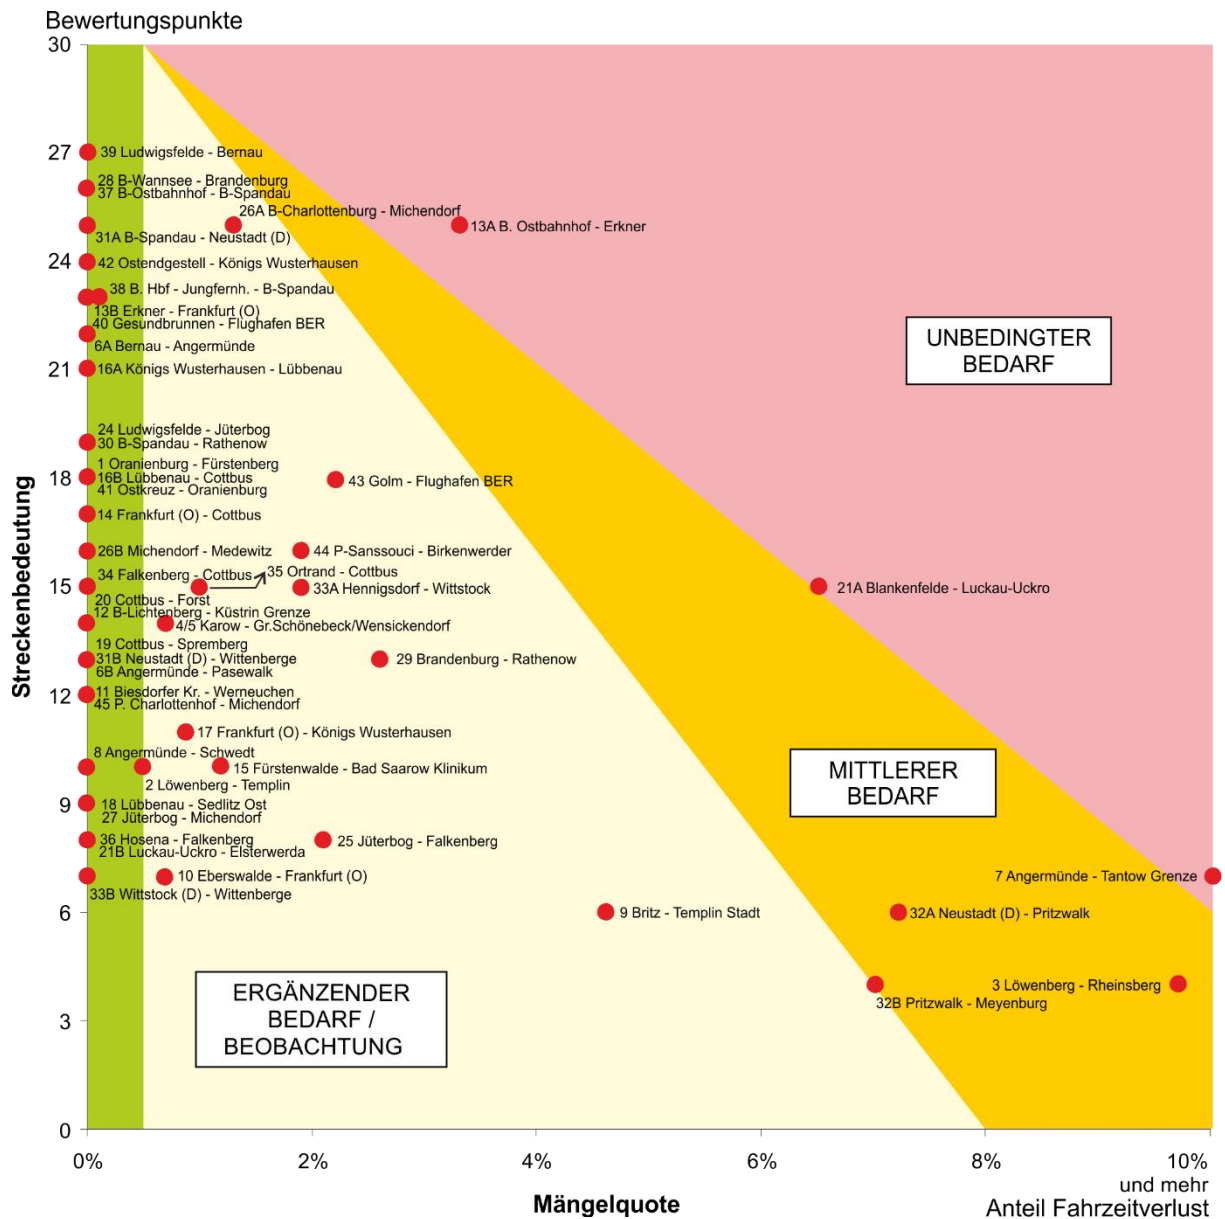 Bewertungspunkte
30
27
39 Ludwigsfelde - Bernau
28 B-Wannsee - Brandenburg
37 B-Ostbahnhof - B-Spandau
26A B-Charlottenburg - Michendorf
13A B. Ostbahnhof - Erkner
31A B-Spandau - Neustadt (D)
24
42 Ostendgestell - Königs Wusterhausen
38 B. Hbf - Jungfernh. - B-Spandau
13B Erkner - Frankfurt (O)
40 Gesundbrunnen - Flughafen BER
6A Bernau - Angermünde
UNBEDINGTER
BEDARF
21
16A Königs Wusterhausen - Lübbenau
24 Ludwigsfelde - Jüterbog
30 B-Spandau - Rathenow
1 Oranienburg - Fürstenberg
18
16B Lübbenau - Cottbus
41 Ostkreuz - Oranienburg
43 Golm - Flughafen BER
14 Frankfurt (O) - Cottbus
26B Michendorf - Medewitz
44 P-Sanssouci - Birkenwerder
34 Falkenberg - Cottbus
35 Ortrand - Cottbus
15
33A Hennigsdorf - Wittstock
21A Blankenfelde - Luckau-Uckro
20 Cottbus - Forst
12 B-Lichtenberg - Küstrin Grenze
4/5 Karow - Gr.Schönebeck/Wensickendorf
19 Cottbus - Spremberg
31B Neustadt (D) - Wittenberge
6B Angermünde - Pasewalk
29 Brandenburg - Rathenow
12
11 Biesdorfer Kr. - Werneuchen
45 P. Charlottenhof - Michendorf
17 Frankfurt (O) - Königs Wusterhausen
8 Angermünde - Schwedt
15 Fürstenwalde - Bad Saarow Klinikum
2 Löwenberg - Templin
MITTLERER
BEDARF
9
18 Lübbenau - Sedlitz Ost
27 Jüterbog - Michendorf
36 Hosena - Falkenberg
21B Luckau-Uckro - Elsterwerda
25 Jüterbog - Falkenberg
10 Eberswalde - Frankfurt (O)
7 Angermünde - Tantow Grenze
33B Wittstock (D) - Wittenberge
6
9 Britz - Templin Stadt
32A Neustadt (D) - Pritzwalk
3 Löwenberg - Rheinsberg
32B Pritzwalk - Meyenburg
ERGÄNZENDER
BEDARF /
BEOBACHTUNG
3
0
Streckenbedeutung
0%
2%
4%
6%
8%
10%
und mehr
Mängelquote
Anteil Fahrzeitverlust